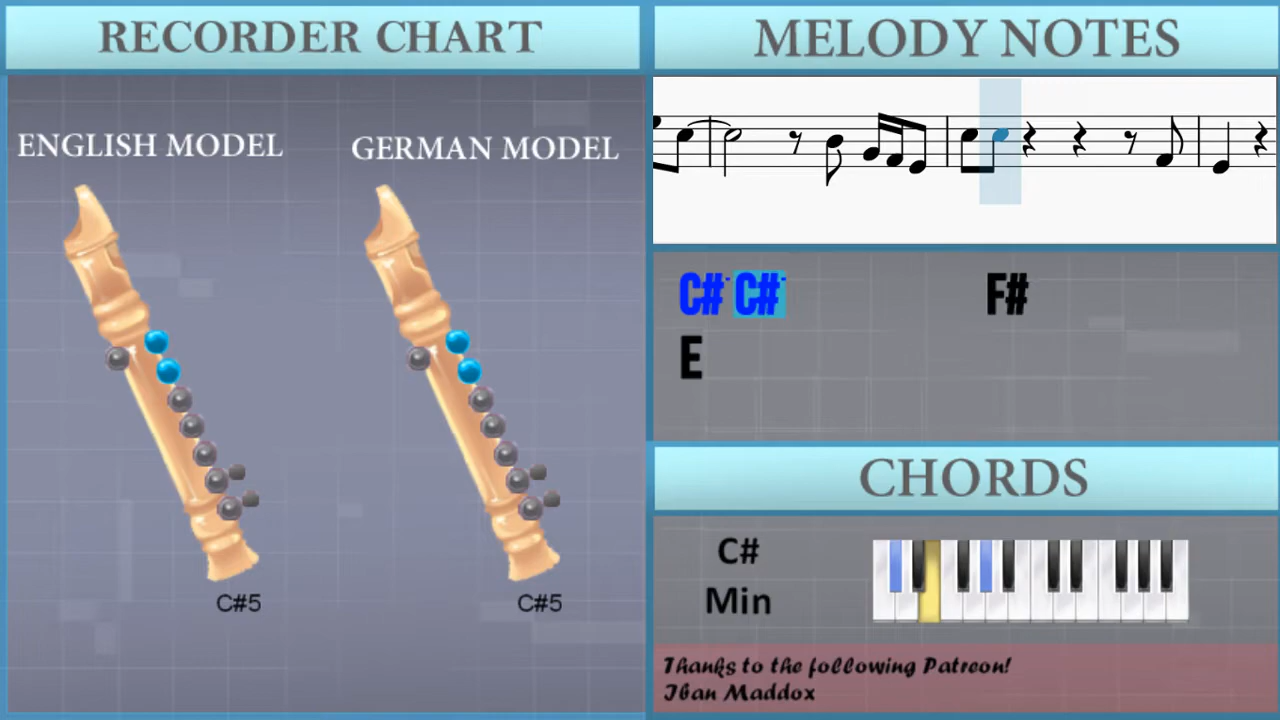 RECORDER CHART
ENGLISH MODEL
GERMAN MODEL
C#5
C#5
MELODY NOTES
C#· C#· F#
E
CHORDS
C#
Min
Thanks to the following Patreon!
Iban Maddox